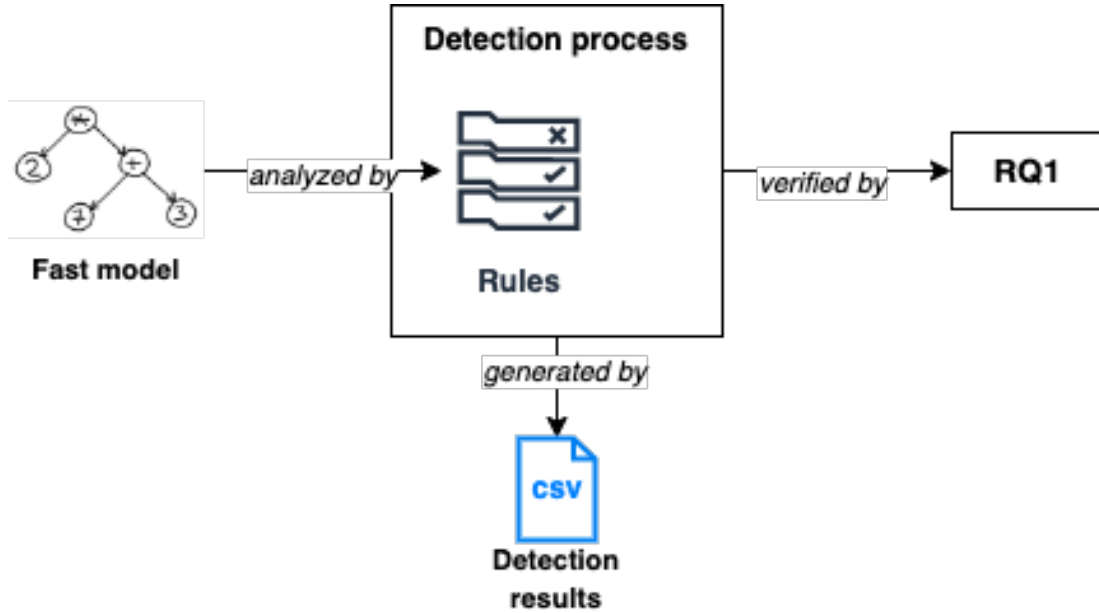 Detection process
*
2
+
7
3
Fast model
analyzed by
Rules
verified by
RQ1
generated by
csv
Detection
results